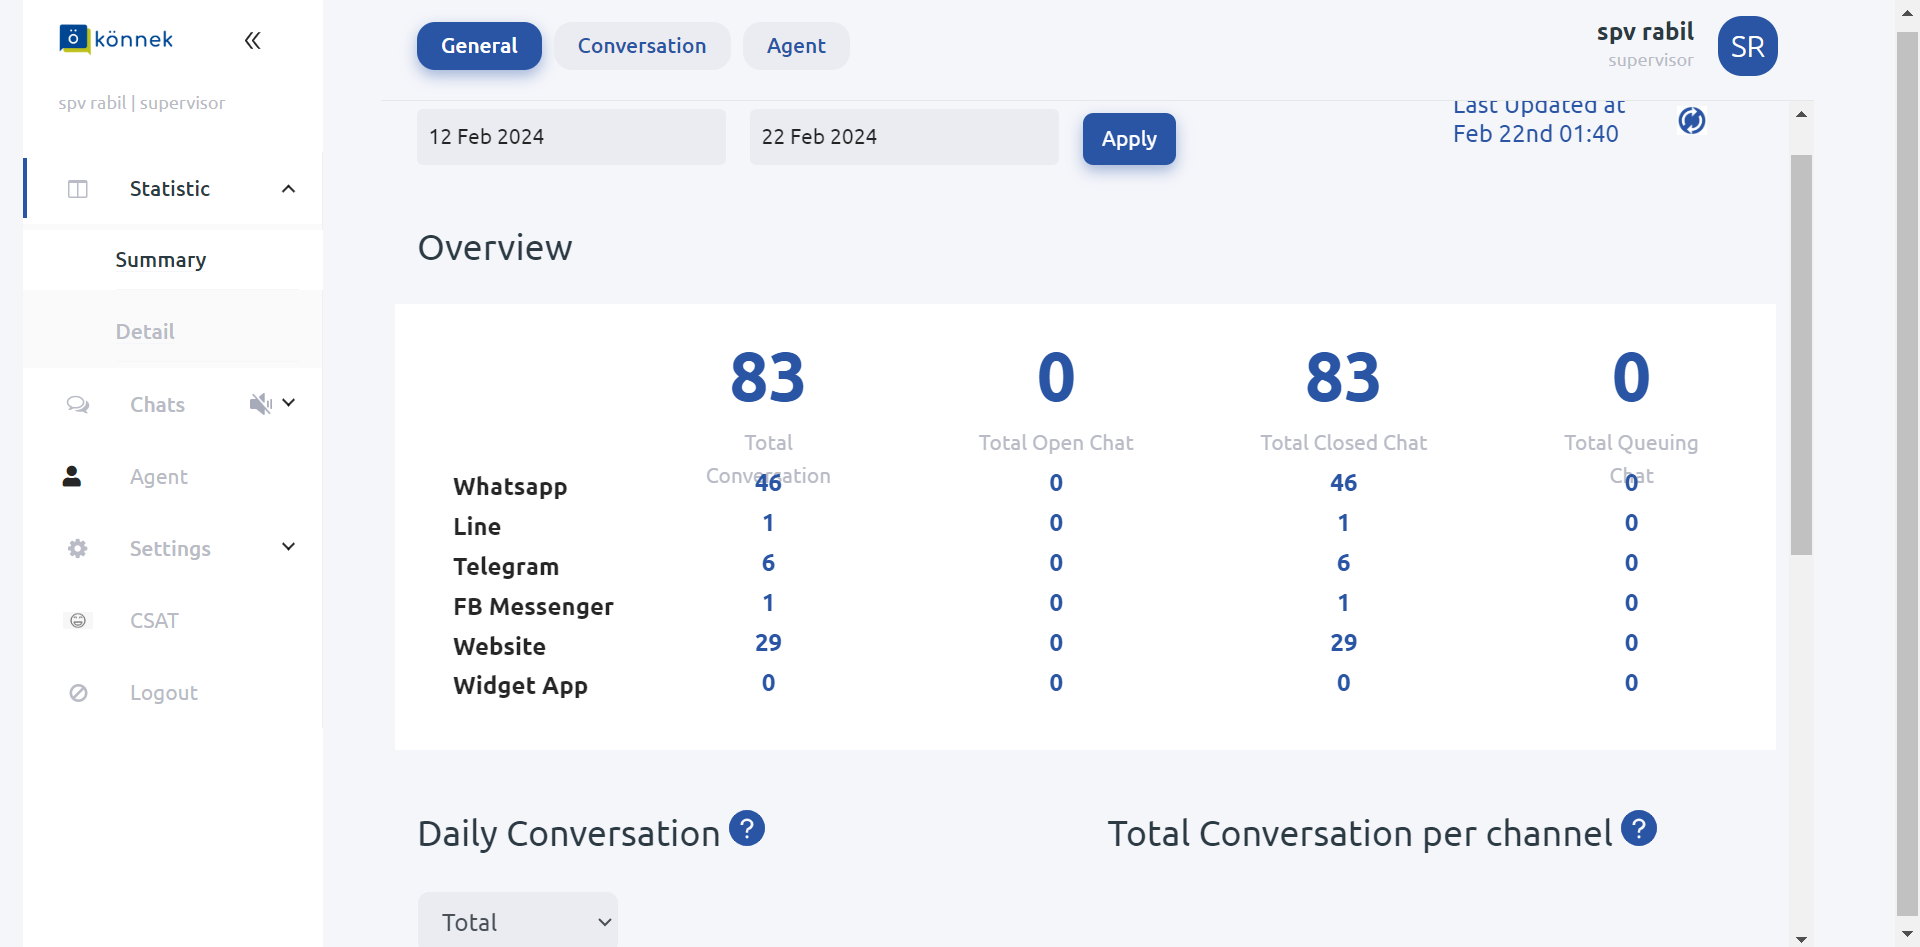 könnek
spv rabil | supervisor
Statistic
Summary
Detail
Chats
Agent
Settings
CSAT
Logout
General Conversation Agent
spv rabil
supervisor
SR
12 Feb 2024 22 Feb 2024 Apply
Last Updated at
Feb 22nd 01:40
Overview
83 0 83 0
Total Conversation Total Open Chat Total Closed Chat Total Queuing Chat
Whatsapp 46 0 46 0
Line 1 0 1 0
Telegram 6 0 6 0
FB Messenger 1 0 1 0
Website 29 0 29 0
Widget App 0 0 0 0
Daily Conversation ? Total Conversation per channel ?
Total